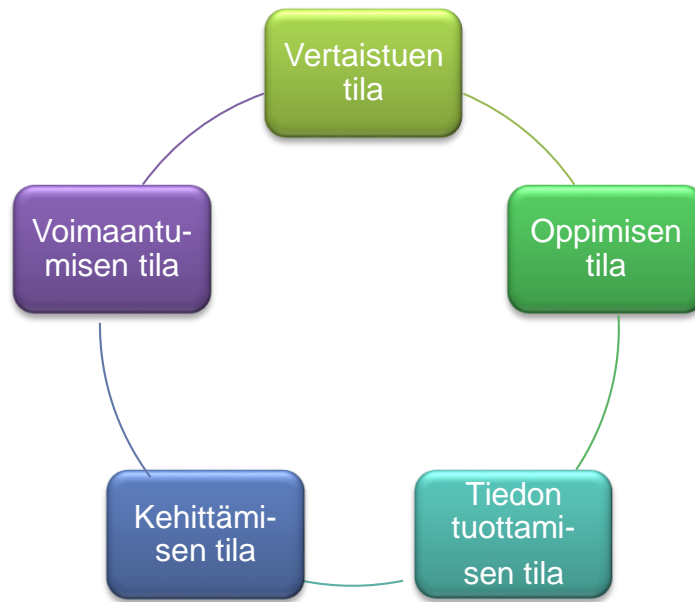 Vertaistuen
tila
Oppimisen
tila
Tiedon
tuottami-
sen tila
Kehittämi-
sen tila
Voimaantu-
misen tila